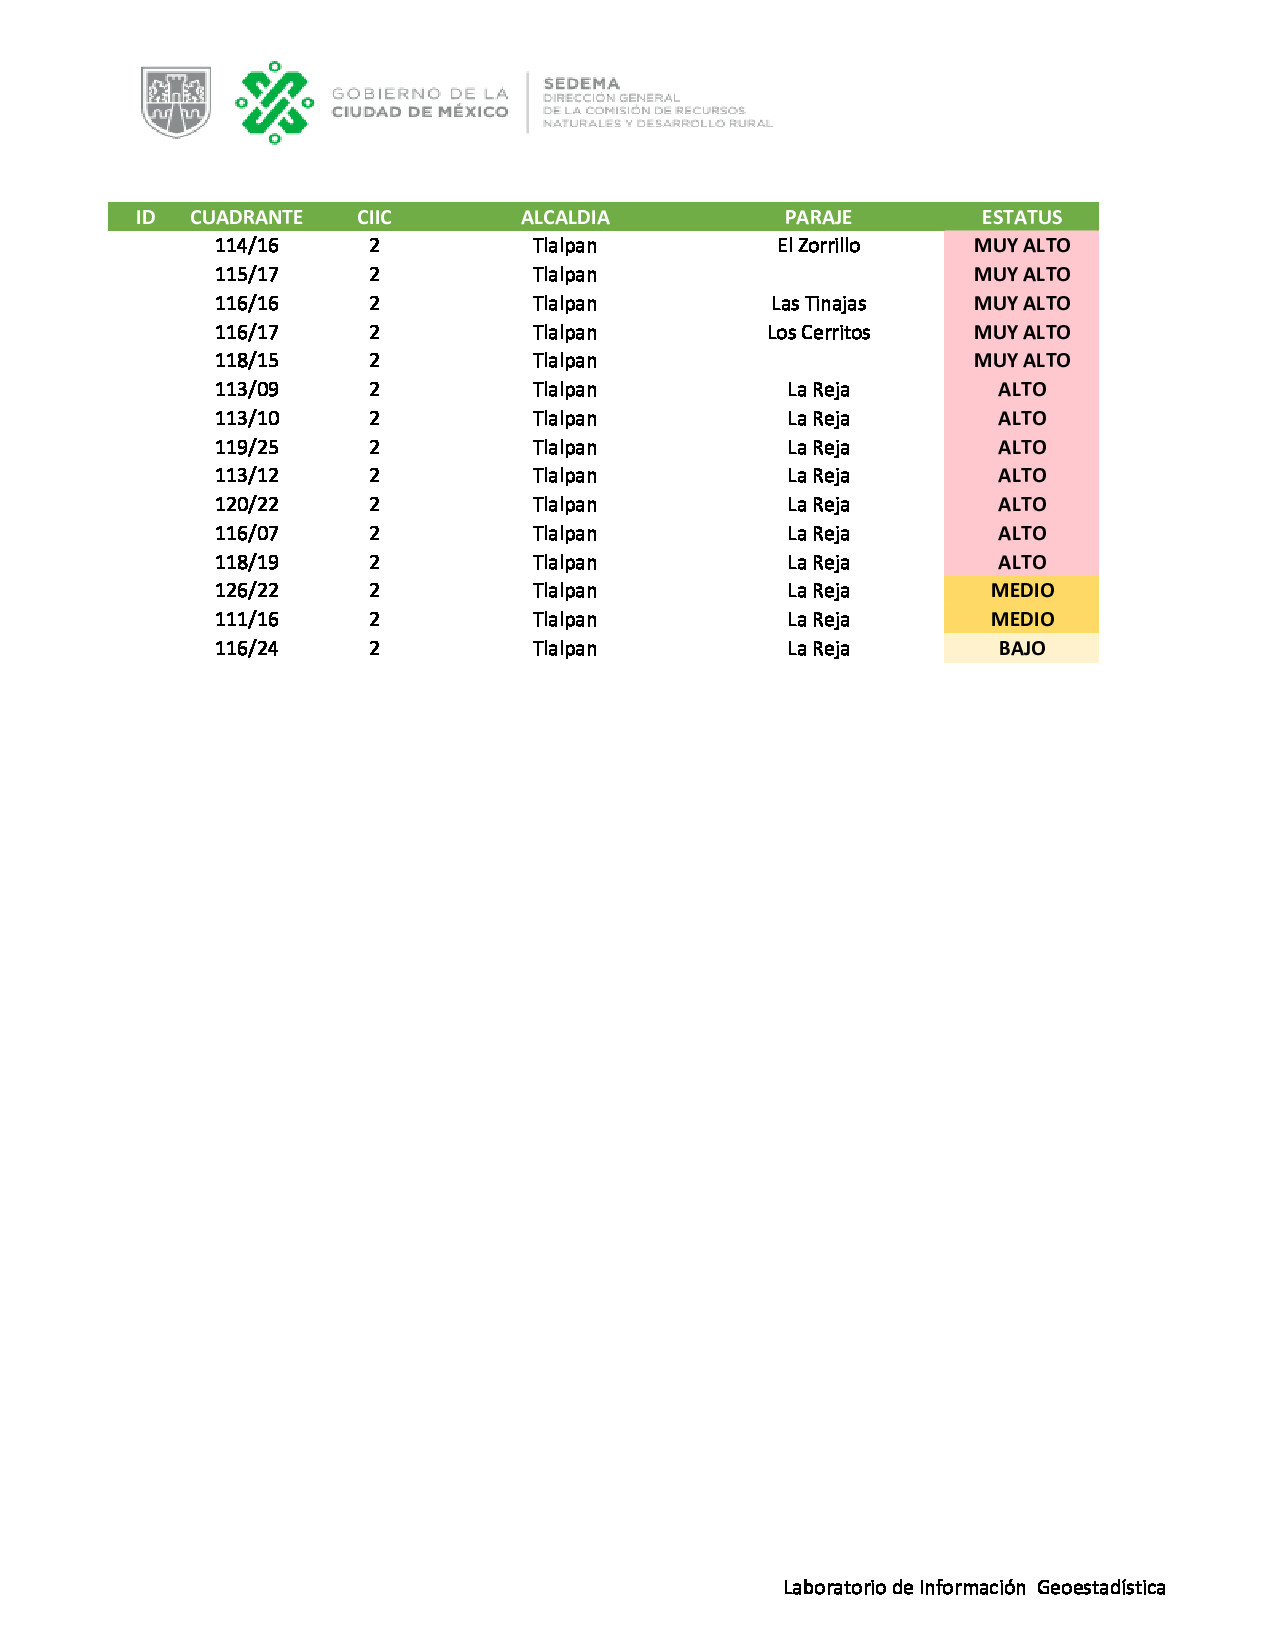 GOBIERNO DE LA
CIUDAD DE MÉXICO
SEDEMA
DIRECCIÓN GENERAL
DE LA COMISIÓN DE RECURSOS
NATURALES Y DESARROLLO RURAL
ID CUADRANTE CIIC ALCALDIA PARAJE ESTATUS
114/16 2 Tlalpan El Zorrillo MUY ALTO
115/17 2 Tlalpan MUY ALTO
116/16 2 Tlalpan Las Tinajas MUY ALTO
116/17 2 Tlalpan Los Cerritos MUY ALTO
118/15 2 Tlalpan MUY ALTO
113/09 2 Tlalpan La Reja ALTO
113/10 2 Tlalpan La Reja ALTO
119/25 2 Tlalpan La Reja ALTO
113/12 2 Tlalpan La Reja ALTO
120/22 2 Tlalpan La Reja ALTO
116/07 2 Tlalpan La Reja ALTO
118/19 2 Tlalpan La Reja ALTO
126/22 2 Tlalpan La Reja MEDIO
111/16 2 Tlalpan La Reja MEDIO
116/24 2 Tlalpan La Reja BAJO
Laboratorio de Información Geoestadística